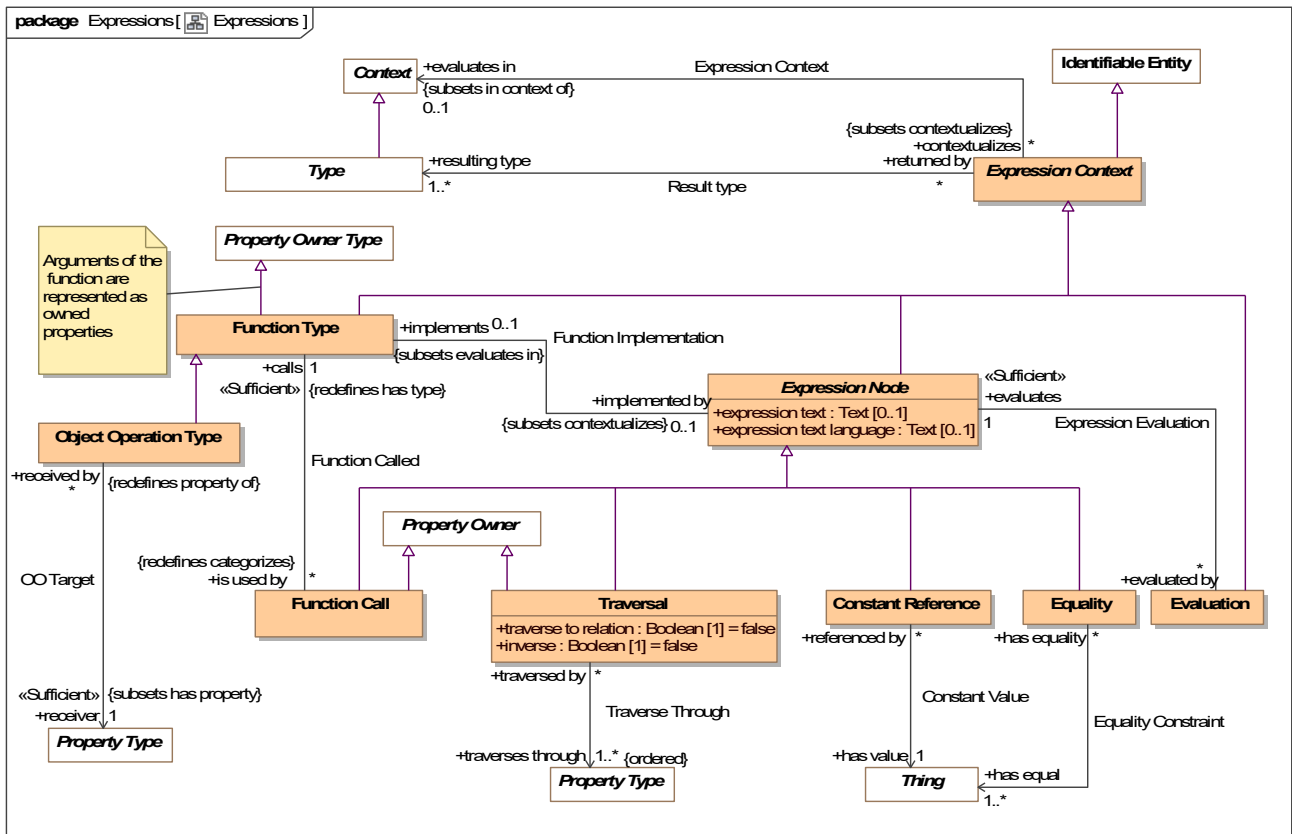 package Expressions [ Expressions ]
Context
+evaluates in
Expression Context
{subsets in context of}
0..1
Identifiable Entity
{subsets contextualizes}
+contextualizes *
Type
+resulting type
1..*
Result type
+returned by
*
Expression Context
Property Owner Type
Arguments of the
function are
represented as
owned
properties
Function Type
+implements 0..1
{subsets evaluates in}
Function Implementation
+implemented by
{subsets contextualizes} 0..1
+calls 1
«Sufficient» {redefines has type}
Expression Node
+expression text : Text [0..1]
+expression text language : Text [0..1]
«Sufficient»
+evaluates
1
Expression Evaluation
Object Operation Type
+received by
*
{redefines property of}
Function Called
Property Owner
OO Target
{redefines categorizes}
+is used by *
*
+evaluated by
Function Call
Traversal
+traverse to relation : Boolean [1] = false
+inverse : Boolean [1] = false
Constant Reference
Equality
Evaluation
+traversed by *
+referenced by *
+has equality *
«Sufficient» {subsets has property}
+receiver 1
Traverse Through
Constant Value
Equality Constraint
Property Type
+traverses through 1..* {ordered}
Property Type
+has value 1
Thing
+has equal
1..*